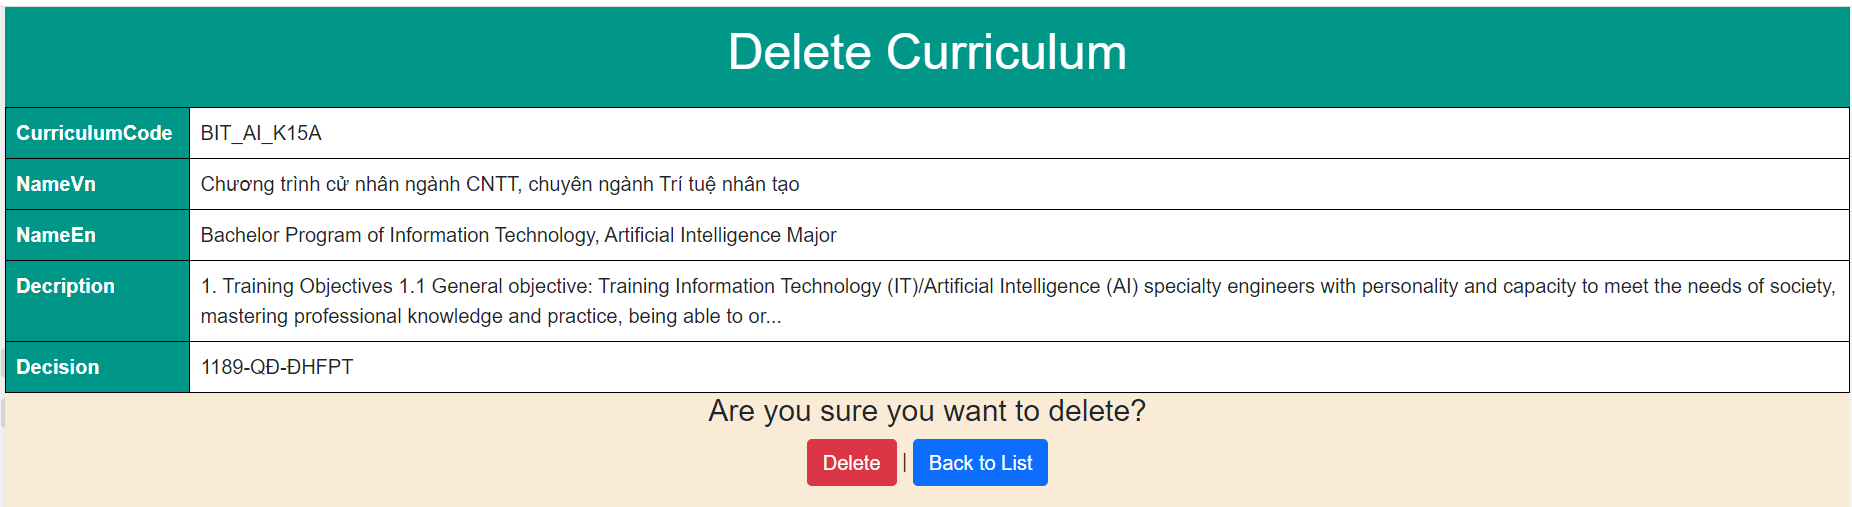 Delete Curriculum
CurriculumCode BIT_AI_K15A
NameVn Chương trình cử nhân ngành CNTT, chuyên ngành Trí tuệ nhân tạo
NameEn Bachelor Program of Information Technology, Artificial Intelligence Major
Decription 1. Training Objectives 1.1 General objective: Training Information Technology (IT)/Artificial Intelligence (AI) specialty engineers with personality and capacity to meet the needs of society,
mastering professional knowledge and practice, being able to or...
Decision 1189-QĐ-ĐHFPT
Are you sure you want to delete?
Delete | Back to List